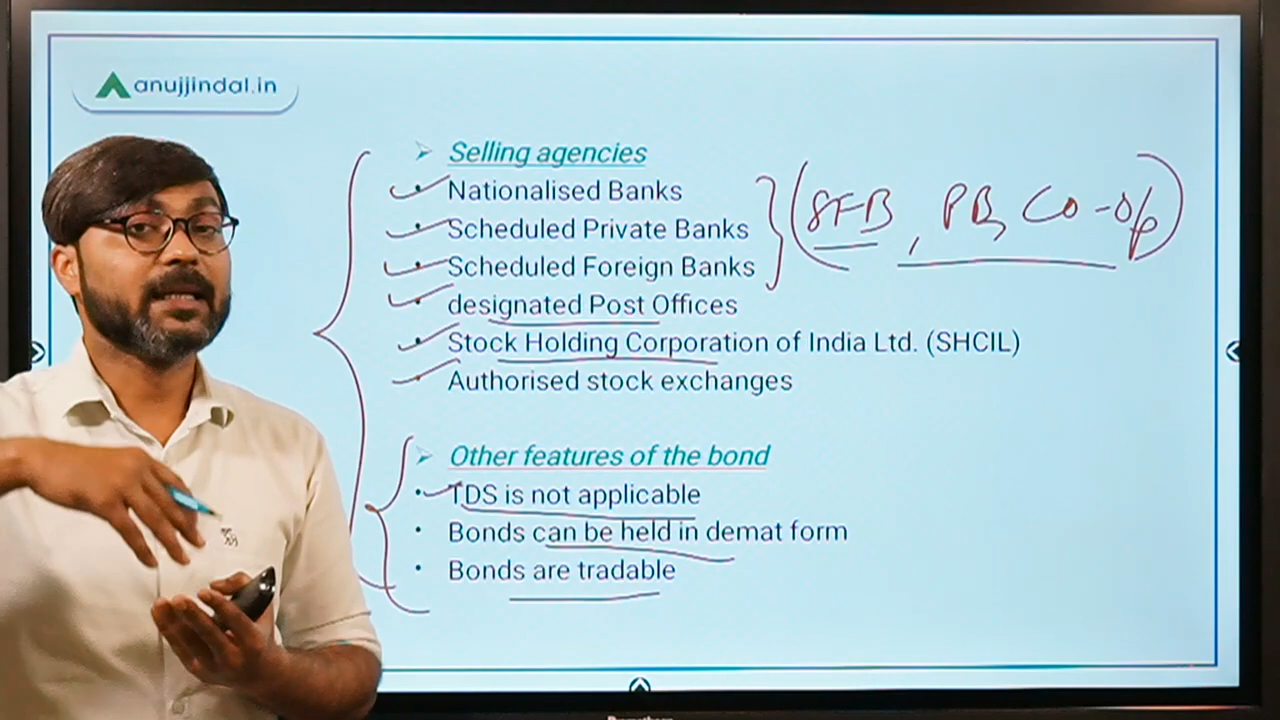 anujjindal.in
Selling agencies
Nationalised Banks
Scheduled Private Banks
Scheduled Foreign Banks
SFB, PB, Co-op
designated Post Offices
Stock Holding Corporation of India Ltd. (SHCIL)
Authorised stock exchanges
Other features of the bond
TDS is not applicable
Bonds can be held in demat form
Bonds are tradable